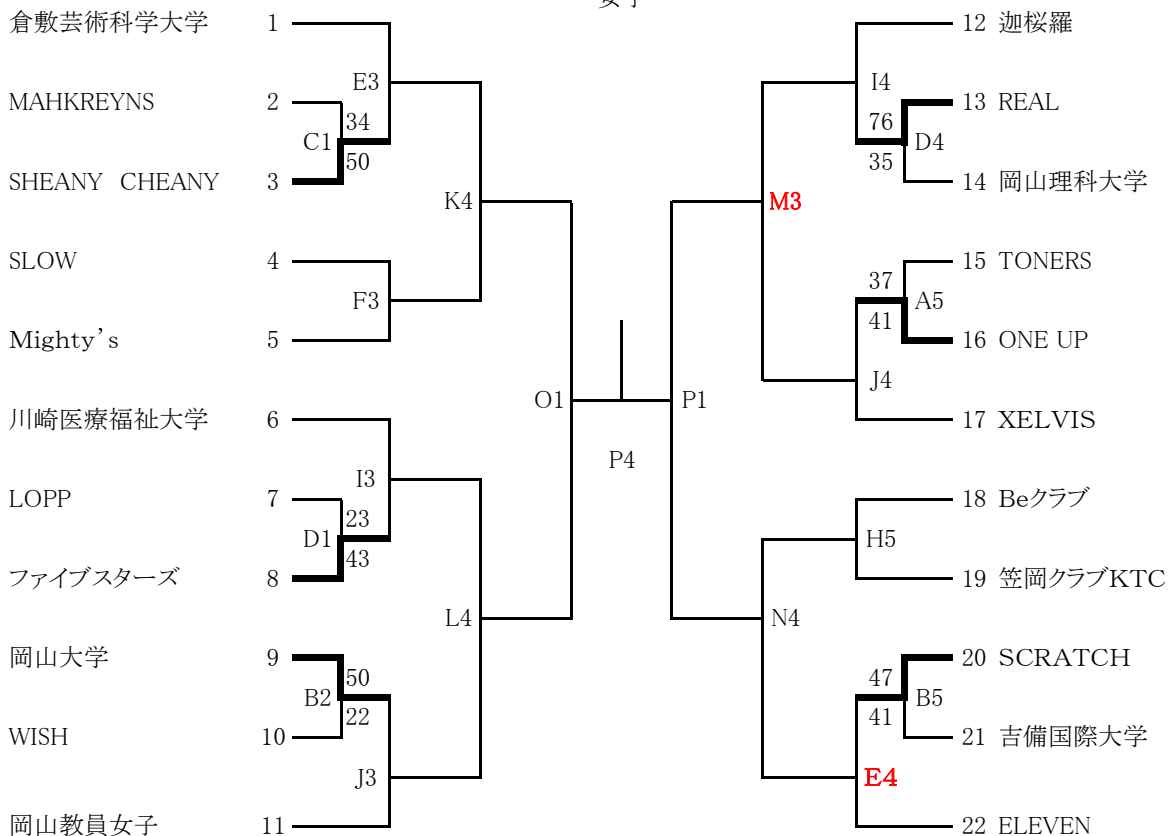 女子
倉敷芸術科学大学 1
E3
MAHKREYNS 2
34
C1
50
SHEANY CHEANY 3
K4
SLOW 4
F3
Mighty's 5
O1
川崎医療福祉大学 6
I3
LOPP 7
23
D1
43
ファイブスターズ 8
L4
岡山大学 9
50
B2
22
WISH 10
J3
岡山教員女子 11
P4
12 迦桜羅
I4
13 REAL
76
D4
35
14 岡山理科大学
M3
15 TONERS
37
A5
41
16 ONE UP
J4
17 XELVIS
P1
18 Beクラブ
H5
19 笠岡クラブKTC
N4
20 SCRATCH
47
B5
41
21 吉備国際大学
E4
22 ELEVEN